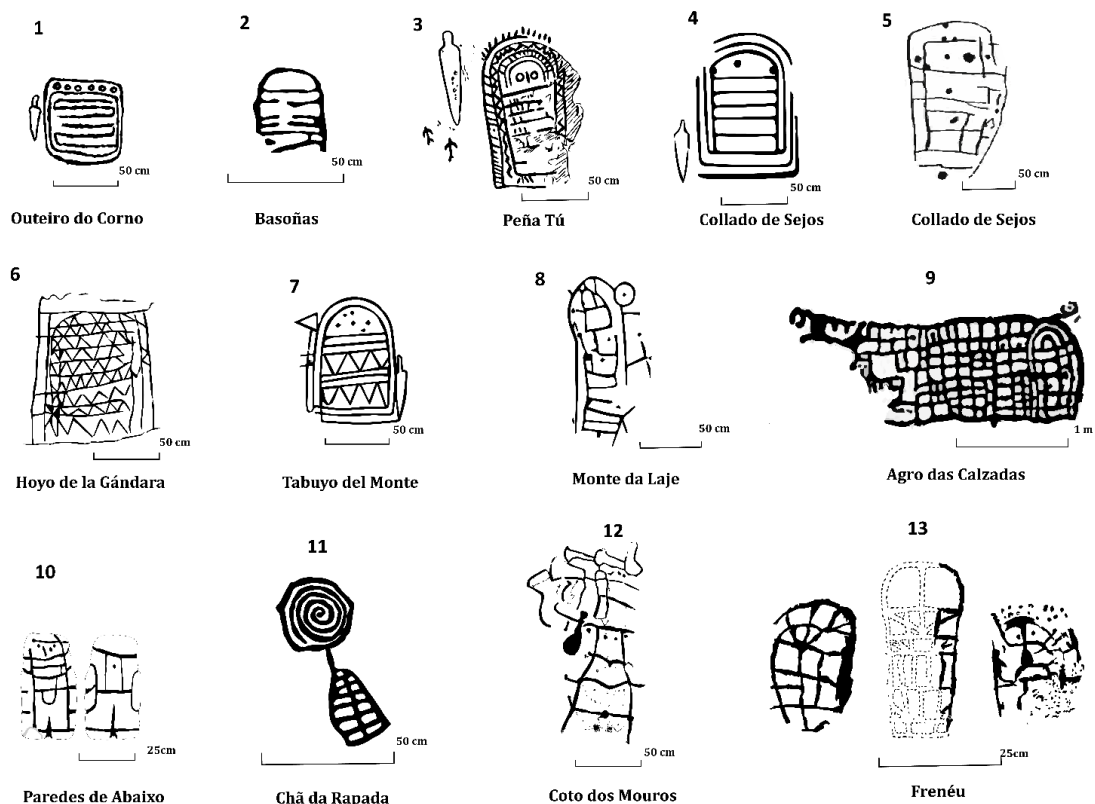 1
2
3
4
5
50 cm
50 cm
50 cm
50 cm
50 cm
Outeiro do Corno
Basoñas
Peña Tú
Collado de Sejos
Collado de Sejos
6
7
8
9
50 cm
50 cm
50 cm
1 m
Hoyo de la Gándara
Tabuyo del Monte
Monte da Laje
Agro das Calzadas
10
11
12
13
25cm
50 cm
50 cm
25cm
Paredes de Abaixo
Chã da Rapada
Coto dos Mouros
Frenéu